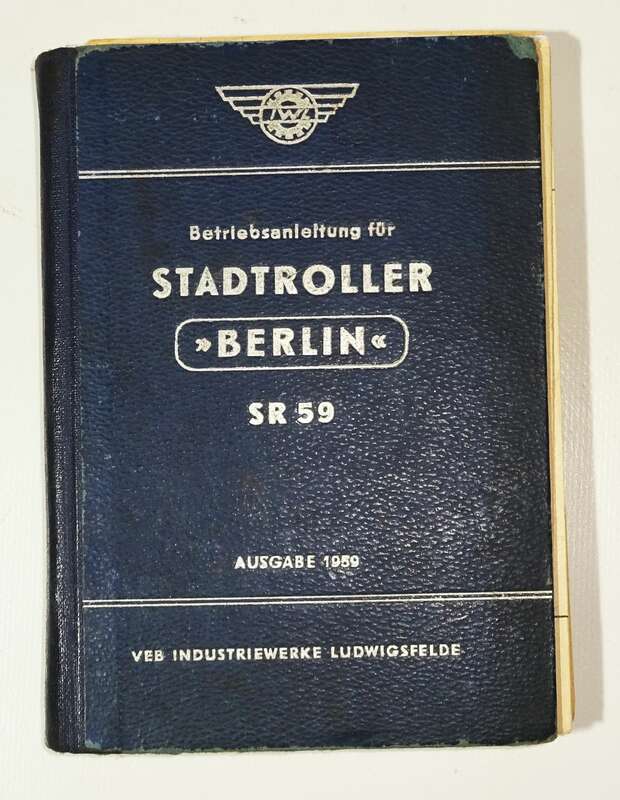 IWL
Betriebsanleitung für
STADTROLLER
»BERLIN«
SR 59
AUSGABE 1959
VEB INDUSTRIEWERKE LUDWIGSFELDE